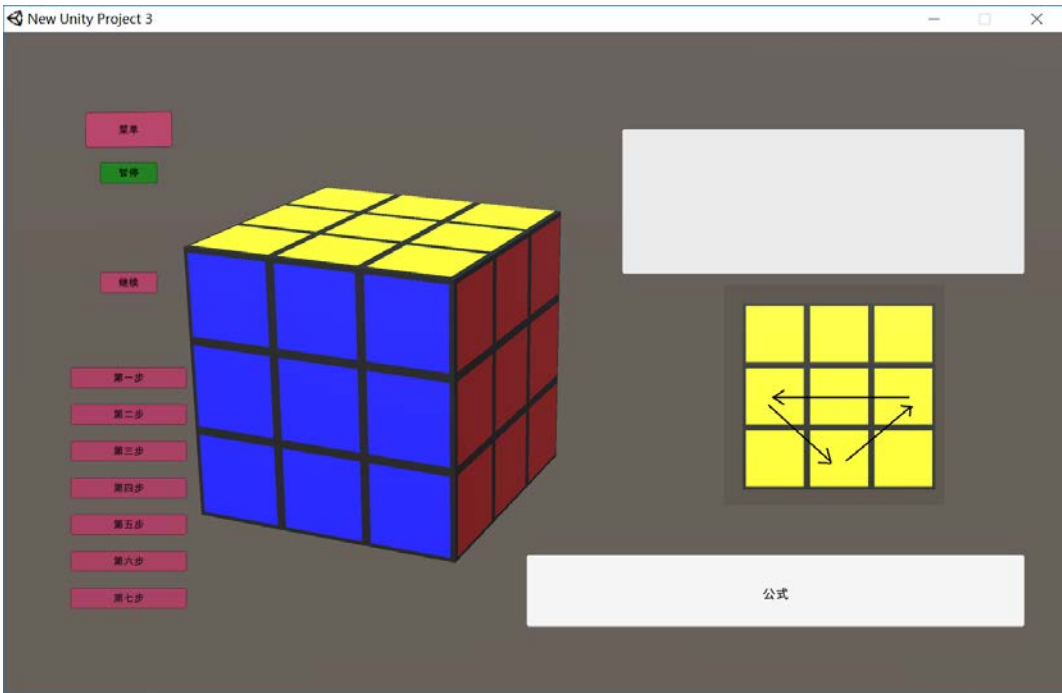 New Unity Project 3
菜单
暂停
继续
第一步
第二步
第三步
第四步
第五步
第六步
第七步
公式